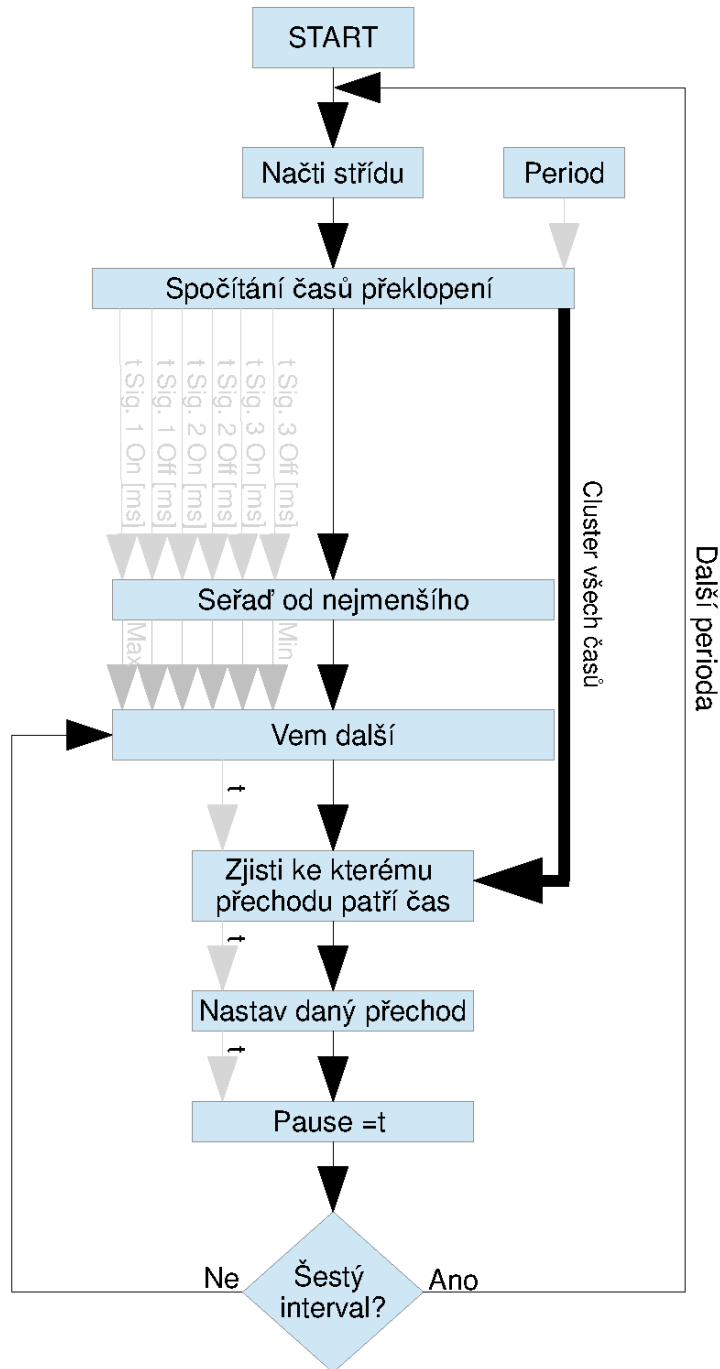 START
Načti střídu
Period
Spočítání časů překlopení
t Sig. 1 On [ms]
t Sig. 1 Off [ms]
t Sig. 2 On [ms]
t Sig. 2 Off [ms]
t Sig. 3 On [ms]
t Sig. 3 Off [ms]
Cluster všech časů
Další perioda
Seřaď od nejmenšího
Max
Min
Vem další
t
Zjisti ke kterému
přechodu patří čas
t
Nastav daný přechod
t
Pause =t
Ne
Šestý
interval?
Ano